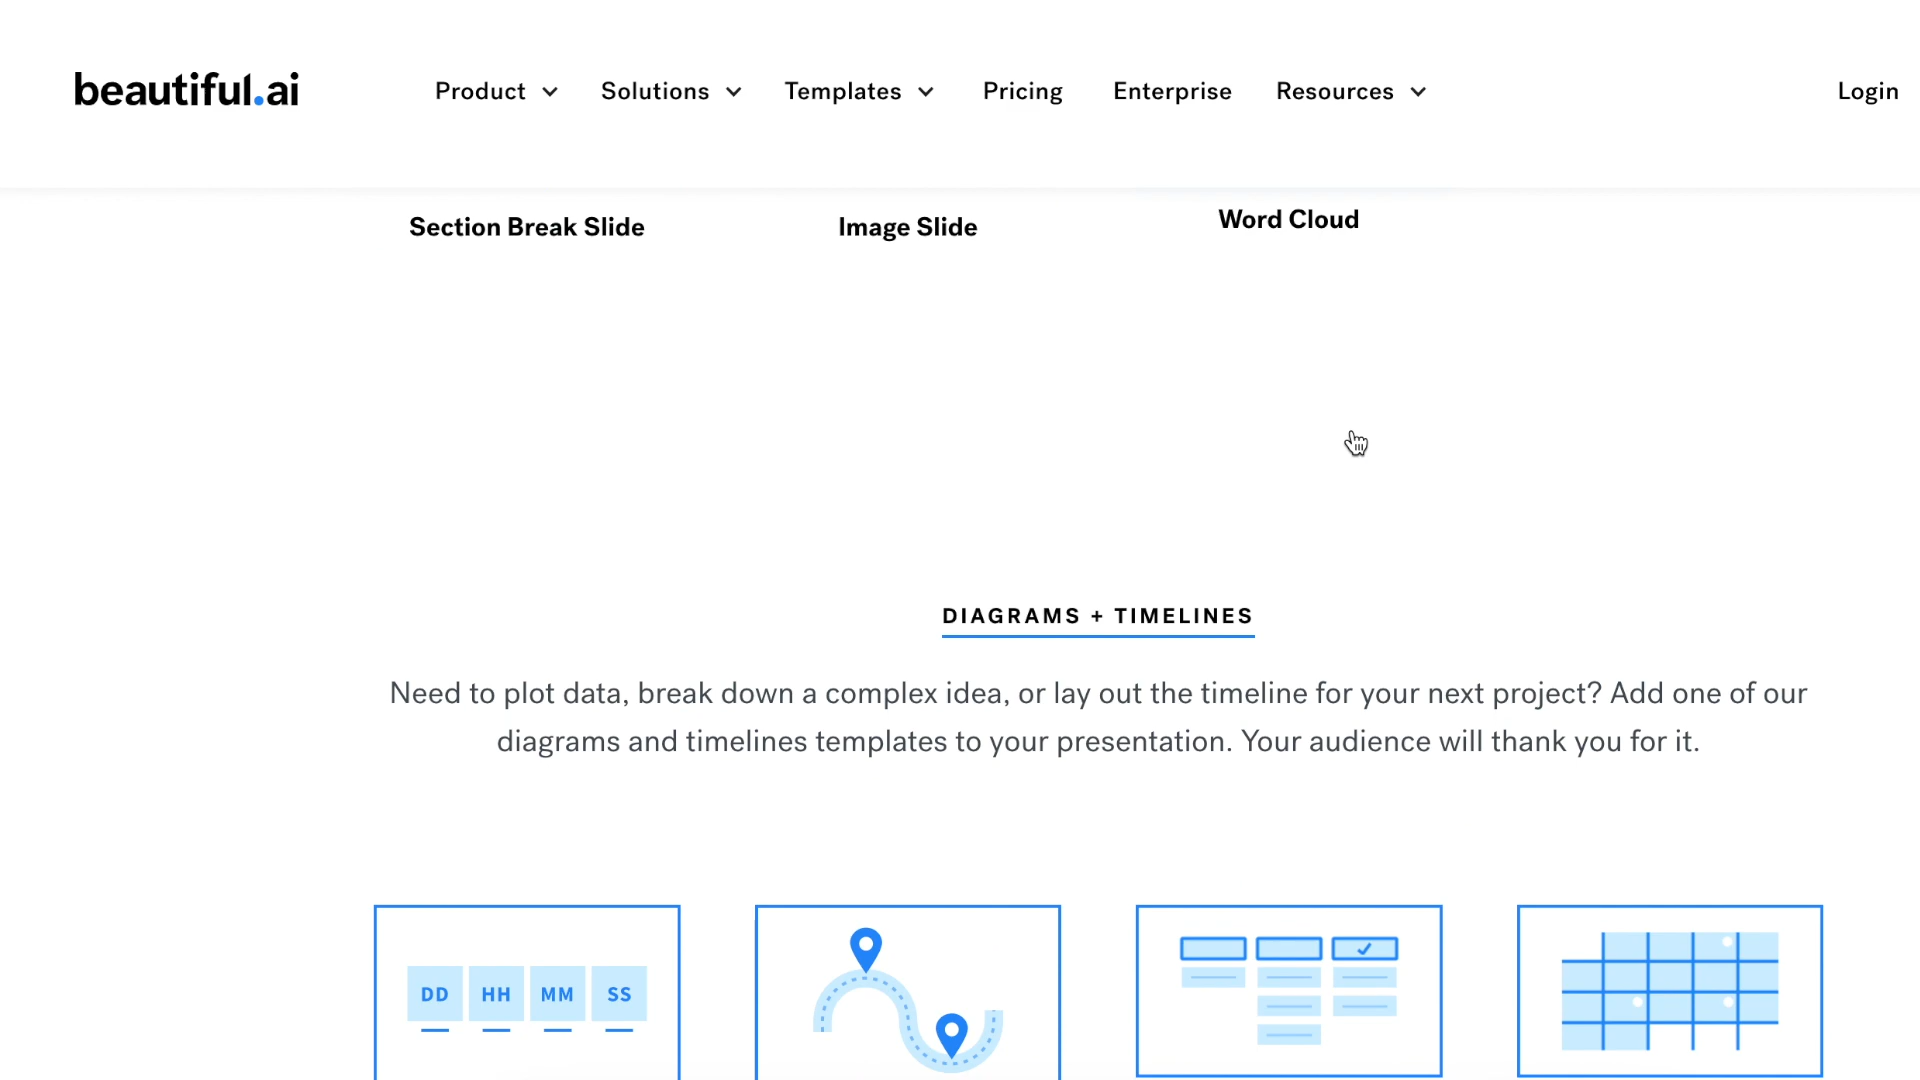 beautiful.ai
Product
Solutions
Templates
Pricing
Enterprise
Resources
Login
Section Break Slide
Image Slide
Word Cloud
DIAGRAMS + TIMELINES
Need to plot data, break down a complex idea, or lay out the timeline for your next project? Add one of our
diagrams and timelines templates to your presentation. Your audience will thank you for it.
DD HH MM SS